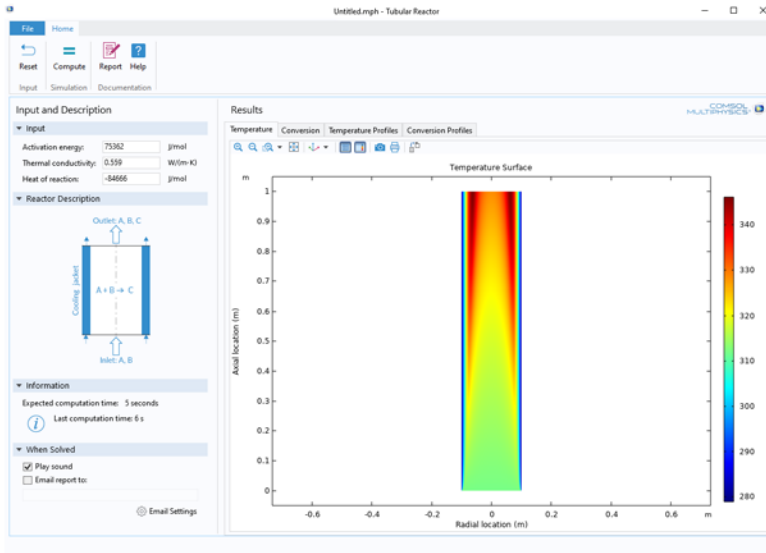 Untitled.mph - Tubular Reactor
File Home
Reset Compute Report Help
Input Simulation Documentation
Input and Description
Input
Activation energy: 75362 J/mol
Thermal conductivity: 0.559 W/(m·K)
Heat of reaction: -84666 J/mol
Reactor Description
Outlet: A, B, C
Cooling jacket
A + B → C
Inlet: A, B
Information
Expected computation time: 5 seconds
Last computation time: 6 s
When Solved
Play sound
Email report to:
Email Settings
Results
COMSOL
MULTIPHYSICS
Temperature Conversion Temperature Profiles Conversion Profiles
Temperature Surface
m
1
0.9
0.8
0.7
0.6
0.5
0.4
0.3
0.2
0.1
0
Axial location (m)
-0.6 -0.4 -0.2 0 0.2 0.4 0.6 m
Radial location (m)
340
330
320
310
300
290
280